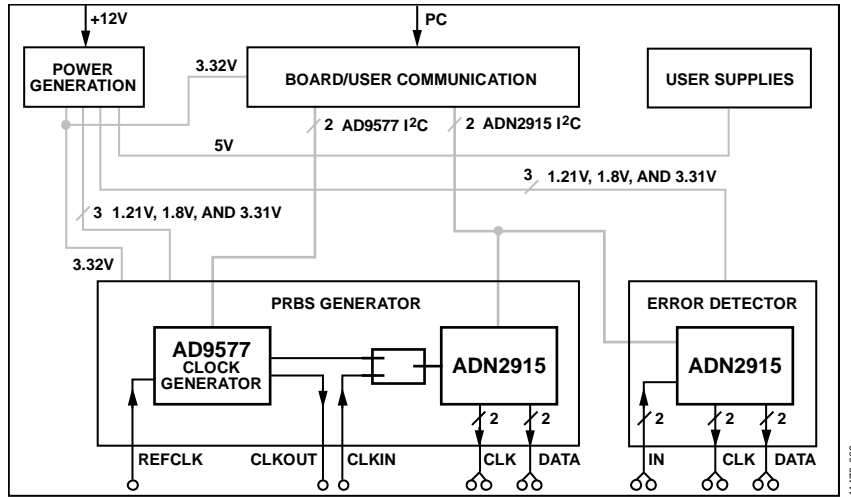 +12V
PC
POWER
GENERATION
3.32V
BOARD/USER COMMUNICATION
USER SUPPLIES
2 AD9577 I2C
2 ADN2915 I2C
5V
3 1.21V, 1.8V, AND 3.31V
3 1.21V, 1.8V, AND 3.31V
3.32V
PRBS GENERATOR
ERROR DETECTOR
AD9577
CLOCK
GENERATOR
ADN2915
ADN2915
2
2
2
2
2
REFCLK
CLKOUT
CLKIN
CLK
DATA
IN
CLK
DATA